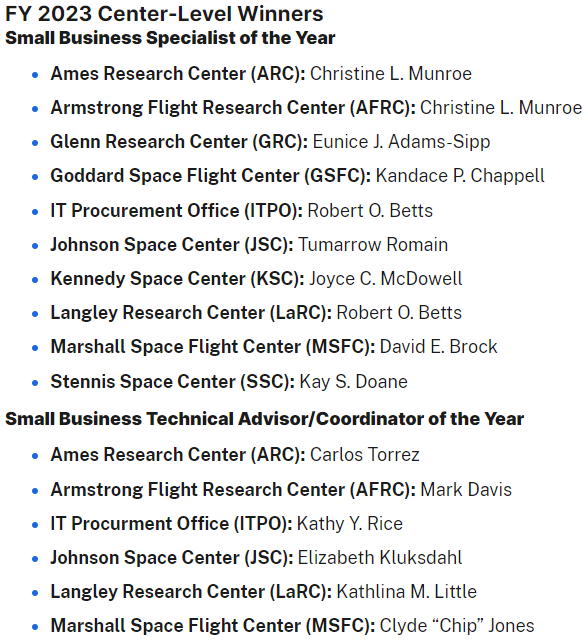 FY 2023 Center-Level Winners
Small Business Specialist of the Year
Ames Research Center (ARC): Christine L. Munroe
Armstrong Flight Research Center (AFRC): Christine L. Munroe
Glenn Research Center (GRC): Eunice J. Adams-Sipp
Goddard Space Flight Center (GSFC): Kandace P. Chappell
IT Procurement Office (ITPO): Robert O. Betts
Johnson Space Center (JSC): Tumarrow Romain
Kennedy Space Center (KSC): Joyce C. McDowell
Langley Research Center (LaRC): Robert O. Betts
Marshall Space Flight Center (MSFC): David E. Brock
Stennis Space Center (SSC): Kay S. Doane
Small Business Technical Advisor/Coordinator of the Year
Ames Research Center (ARC): Carlos Torrez
Armstrong Flight Research Center (AFRC): Mark Davis
IT Procurment Office (ITPO): Kathy Y. Rice
Johnson Space Center (JSC): Elizabeth Kluksdahl
Langley Research Center (LaRC): Kathlina M. Little
Marshall Space Flight Center (MSFC): Clyde “Chip” Jones